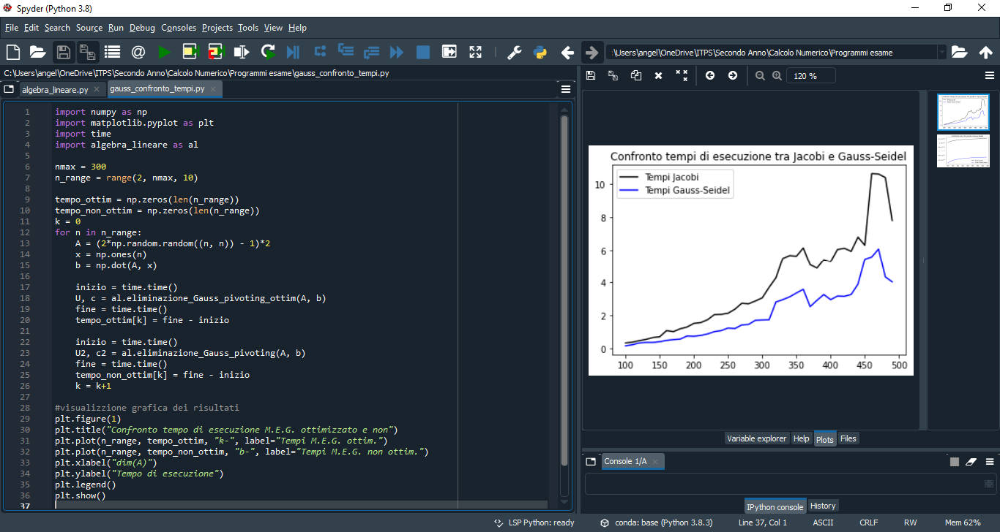 Spyder (Python 3.8)
File Edit Search Source Run Debug Consoles Projects Tools View Help
:\Users\angel\OneDrive\ITPS\Secondo Anno\Calcolo Numerico\Programmi esame
C:\Users\angel\OneDrive\ITPS\Secondo Anno\Calcolo Numerico\Programmi esame\gauss_confronto_tempi.py
algebra_lineare.py
gauss_confronto_tempi.py
1 import numpy as np
2 import matplotlib.pyplot as plt
3 import time
4 import algebra_lineare as al
5
6 nmax = 300
7 n_range = range(2, nmax, 10)
8
9 tempo_ottim = np.zeros(len(n_range))
10 tempo_non_ottim = np.zeros(len(n_range))
11 k = 0
12 for n in n_range:
13     A = (2*np.random.random((n, n)) - 1)*2
14     x = np.ones(n)
15     b = np.dot(A, x)
16
17     inizio = time.time()
18     U, c = al.eliminazione_Gauss_pivoting_ottim(A, b)
19     fine = time.time()
20     tempo_ottim[k] = fine - inizio
21
22     inizio = time.time()
23     U2, c2 = al.eliminazione_Gauss_pivoting(A, b)
24     fine = time.time()
25     tempo_non_ottim[k] = fine - inizio
26     k = k+1
27
28 #visualizzione grafica dei risultati
29 plt.figure(1)
30 plt.title("Confronto tempo di esecuzione M.E.G. ottimizzato e non")
31 plt.plot(n_range, tempo_ottim, "k-", label="Tempi M.E.G. ottim.")
32 plt.plot(n_range, tempo_non_ottim, "b-", label="Tempi M.E.G. non ottim.")
33 plt.xlabel("dim(A)")
34 plt.ylabel("Tempo di esecuzione")
35 plt.legend()
36 plt.show()
37
120 %
Confronto tempi di esecuzione tra Jacobi e Gauss-Seidel
Tempi Jacobi
Tempi Gauss-Seidel
10
8
6
4
2
0
100 150 200 250 300 350 400 450 500
Variable explorer Help Plots Files
Console 1/A
IPython console History
LSP Python: ready conda: base (Python 3.8.3) Line 37, Col 1 ASCII CRLF RW Mem 62%